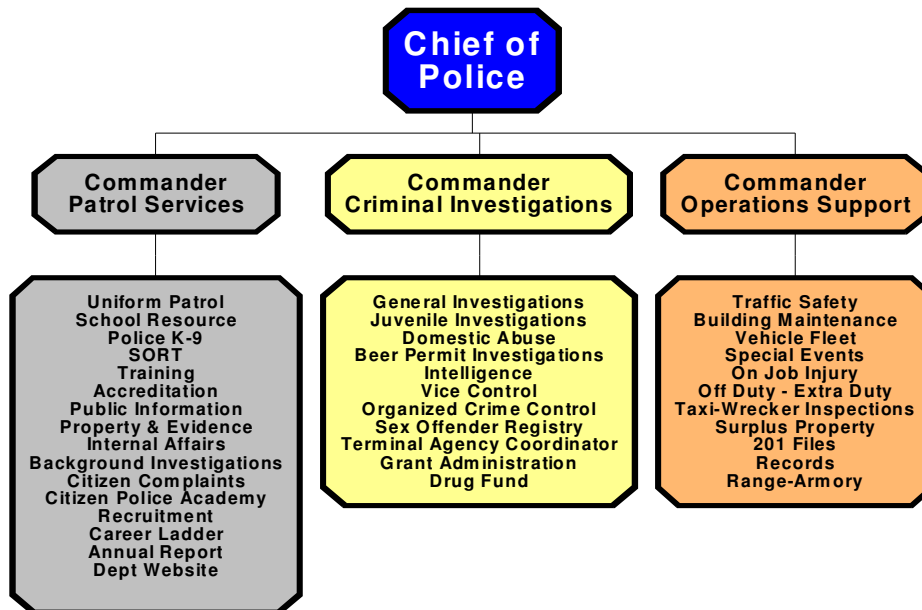 Chief of
Police
Commander
Patrol Services
Commander
Criminal Investigations
Commander
Operations Support
Uniform Patrol
School Resource
Police K-9
SORT
Training
Accreditation
Public Information
Property & Evidence
Internal Affairs
Background Investigations
Citizen Complaints
Citizen Police Academy
Recruitment
Career Ladder
Annual Report
Dept Website
General Investigations
Juvenile Investigations
Domestic Abuse
Beer Permit Investigations
Intelligence
Vice Control
Organized Crime Control
Sex Offender Registry
Terminal Agency Coordinator
Grant Administration
Drug Fund
Traffic Safety
Building Maintenance
Vehicle Fleet
Special Events
On Job Injury
Off Duty - Extra Duty
Taxi-Wrecker Inspections
Surplus Property
201 Files
Records
Range-Armory